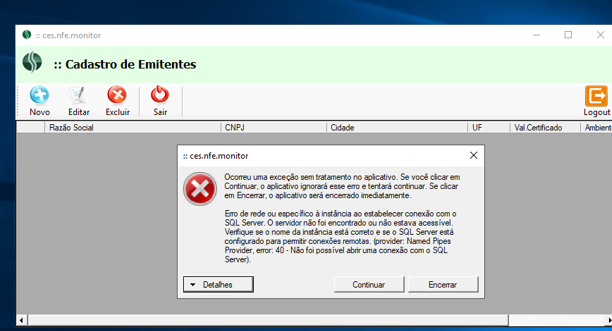 :: ces.nfe.monitor
:: Cadastro de Emitentes
Novo Editar Excluir Sair Logout
Razão Social CNPJ Cidade UF Val.Certificado Ambient
:: ces.nfe.monitor
Ocorreu uma exceção sem tratamento no aplicativo. Se você clicar em
Continuar, o aplicativo ignorará esse erro e tentará continuar. Se clicar
em Encerrar, o aplicativo será encerrado imediatamente.
Erro de rede ou específico à instância ao estabelecer conexão com o
SQL Server. O servidor não foi encontrado ou não estava acessível.
Verifique se o nome da instância está correto e se o SQL Server está
configurado para permitir conexões remotas. (provider: Named Pipes
Provider, error: 40 - Não foi possível abrir uma conexão com o SQL
Server).
Detalhes Continuar Encerrar